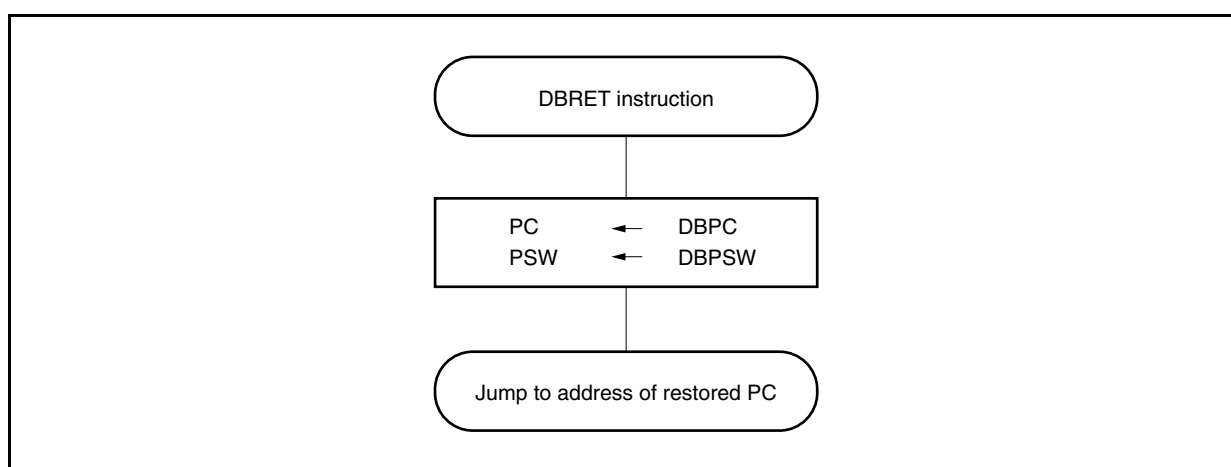 DBRET instruction
PC ← DBPC
PSW ← DBPSW
Jump to address of restored PC